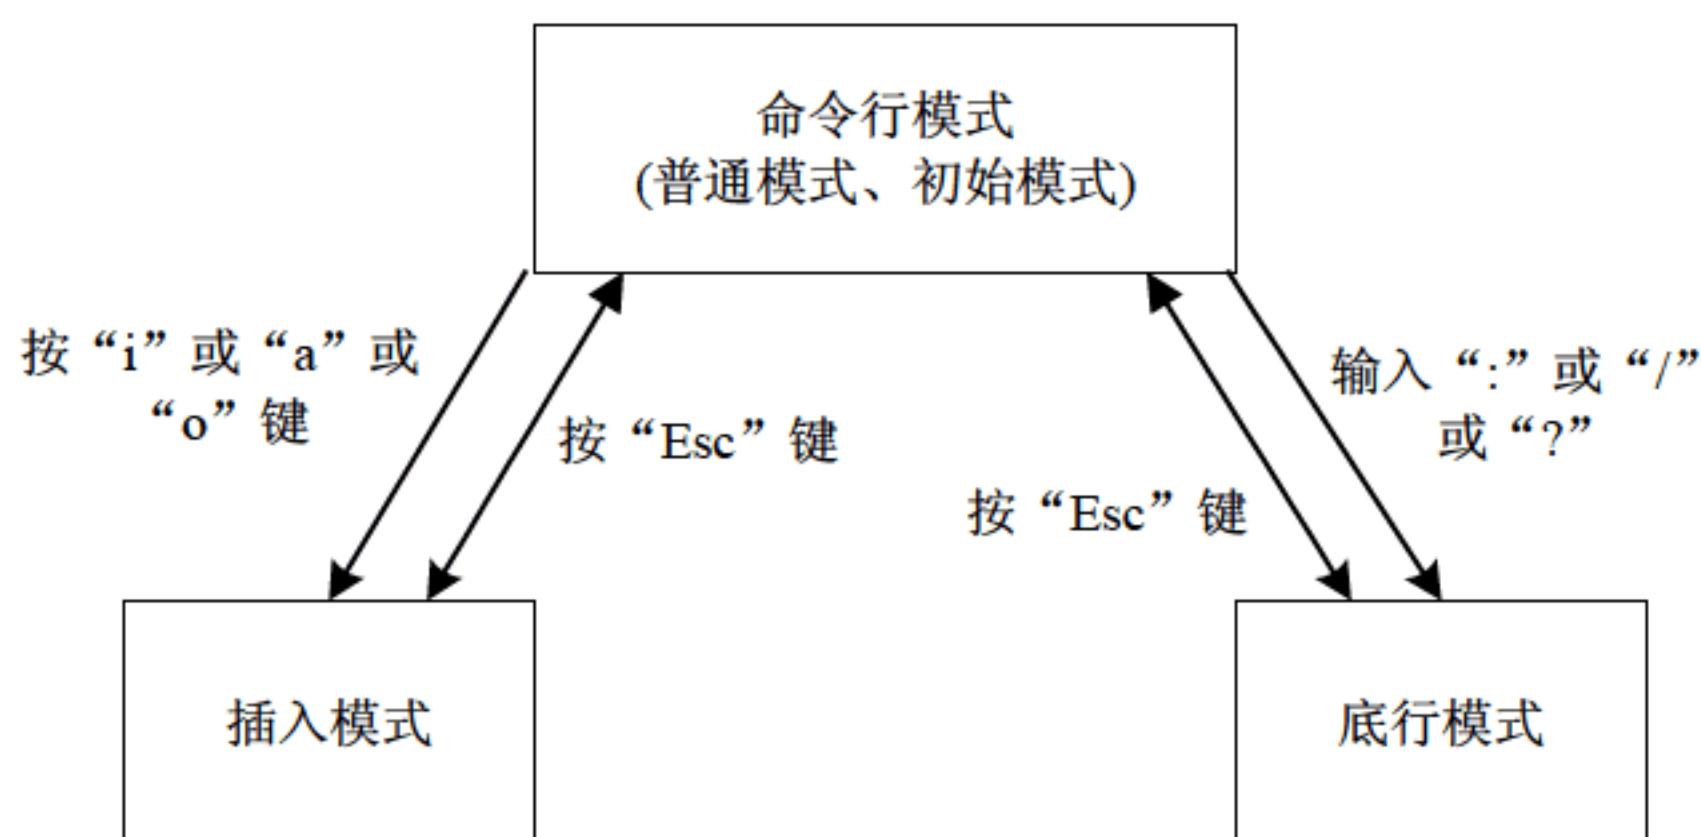 命令行模式
(普通模式、初始模式)
按“i”或“a”或
“o”键
按“Esc”键
按“Esc”键
输入“:”或“/”
或“?”
插入模式
底行模式